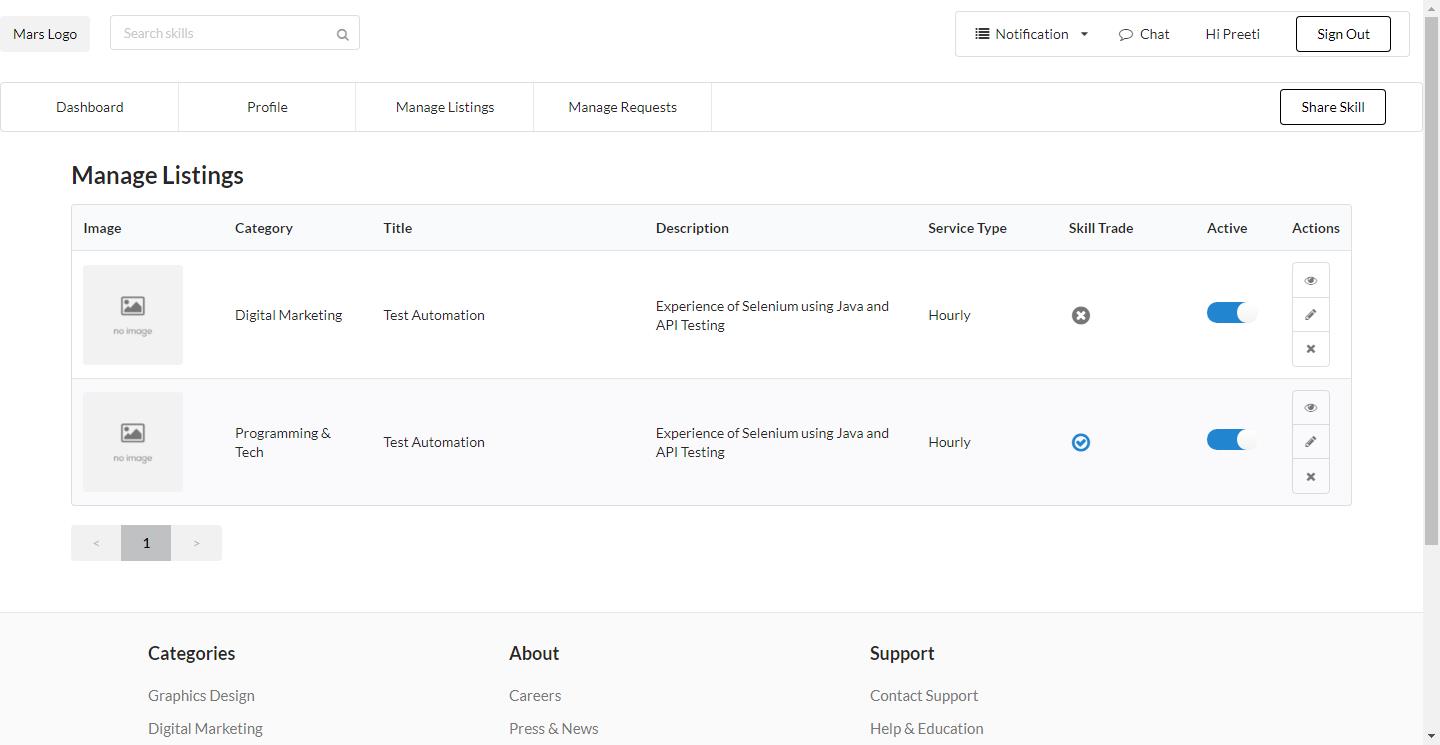 Mars Logo
Search skills
Notification
Chat
Hi Preeti
Sign Out
Dashboard
Profile
Manage Listings
Manage Requests
Share Skill
Manage Listings
Image
Category
Title
Description
Service Type
Skill Trade
Active
Actions
no image
Digital Marketing
Test Automation
Experience of Selenium using Java and
API Testing
Hourly
no image
Programming &
Tech
Test Automation
Experience of Selenium using Java and
API Testing
Hourly
<
1
>
Categories
About
Support
Graphics Design
Careers
Contact Support
Digital Marketing
Press & News
Help & Education